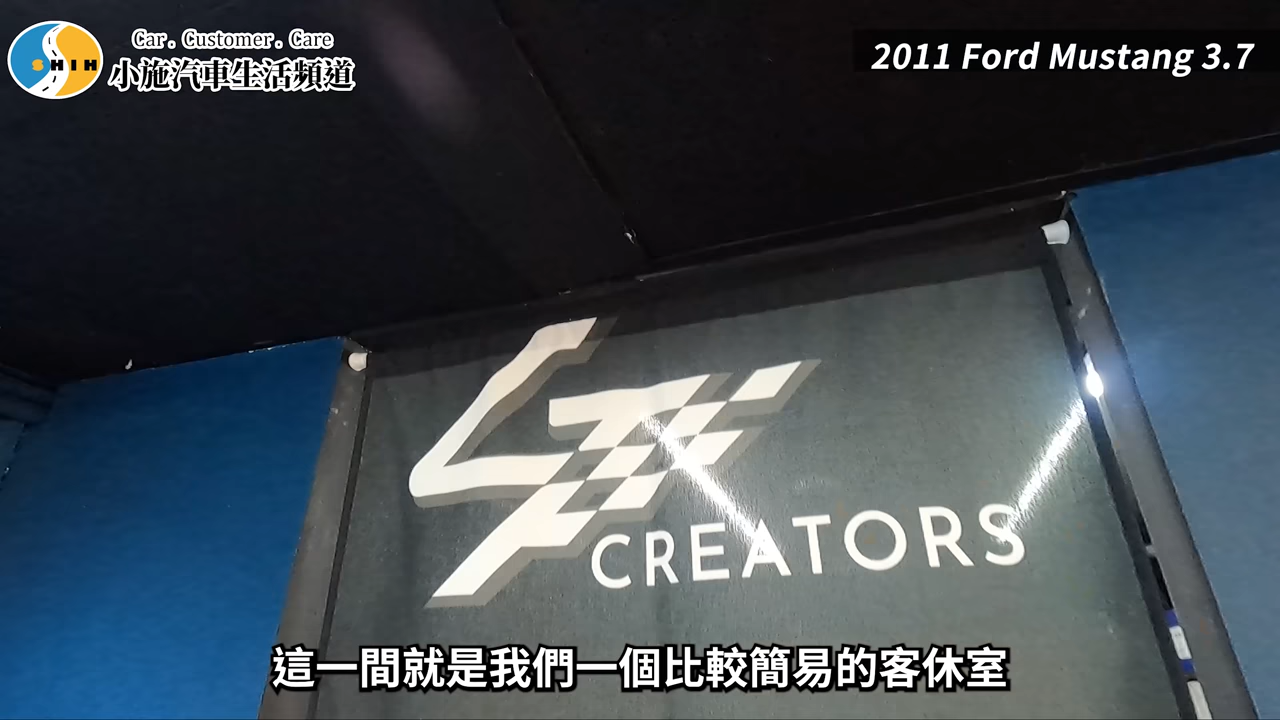 Car. Customer. Care
SHIH
小施汽車生活頻道
2011 Ford Mustang 3.7
CREATORS
這一間就是我們一個比較簡易的客休室